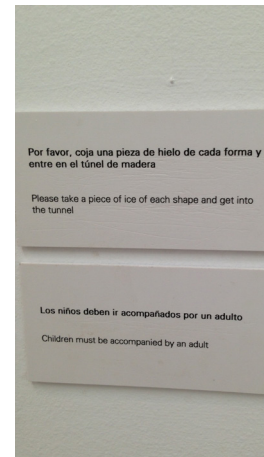 Por favor, coja una pieza de hielo de cada forma y
entre en el túnel de madera
Please take a piece of ice of each shape and get into
the tunnel
Los niños deben ir acompañados por un adulto
Children must be accompanied by an adult